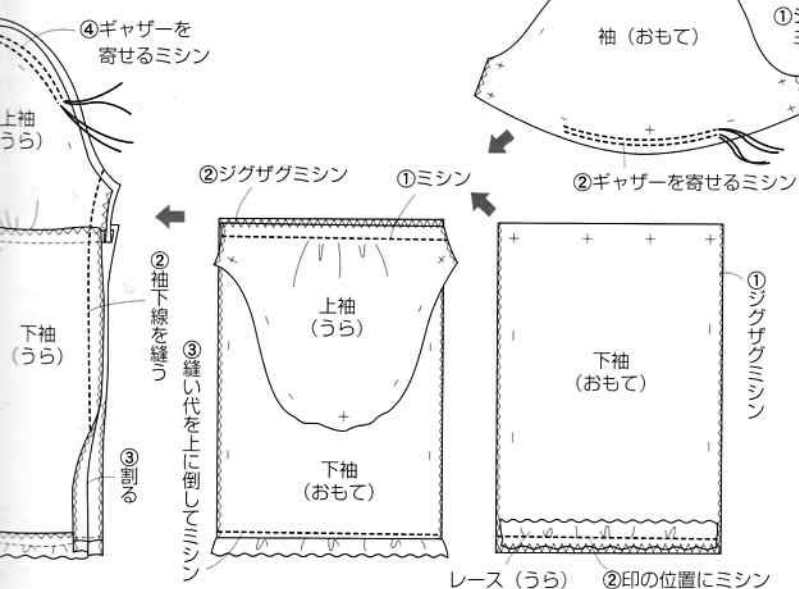 ④ギャザーを
寄せるミシン
上袖
うら）
袖（おもて）
②ギャザーを寄せるミシン
②ジグザグミシン
①ミシン
②袖下線を縫う
下袖
（うら）
③割る
上袖
（うら）
③縫い代を上に倒してミシン
下袖
（おもて）
①ジグザグミシン
下袖
（おもて）
レース（うら）
②印の位置にミシン